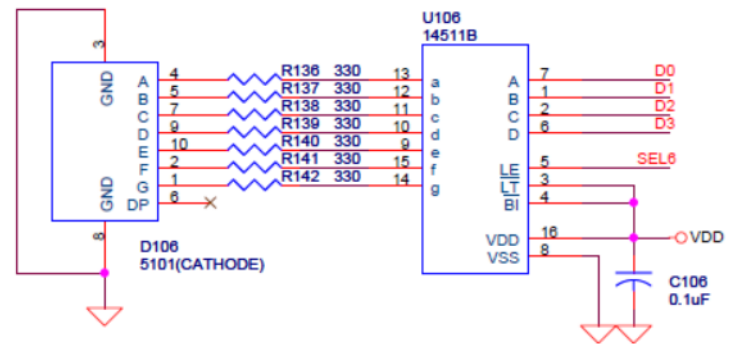 U106
14511B
3
GND
A 4 R136 330 13 a A 7 D0
B 5 R137 330 12 b B 1 D1
C 7 R138 330 11 c C 2 D2
D 9 R139 330 10 d D 6 D3
E 10 R140 330 9 e
F 2 R141 330 15 f LE 5 SEL6
G 1 R142 330 14 g LT 3
DP 6 BI 4
GND
8
VDD 16 VDD
VSS 8
D106
5101(CATHODE)
C106
0.1uF